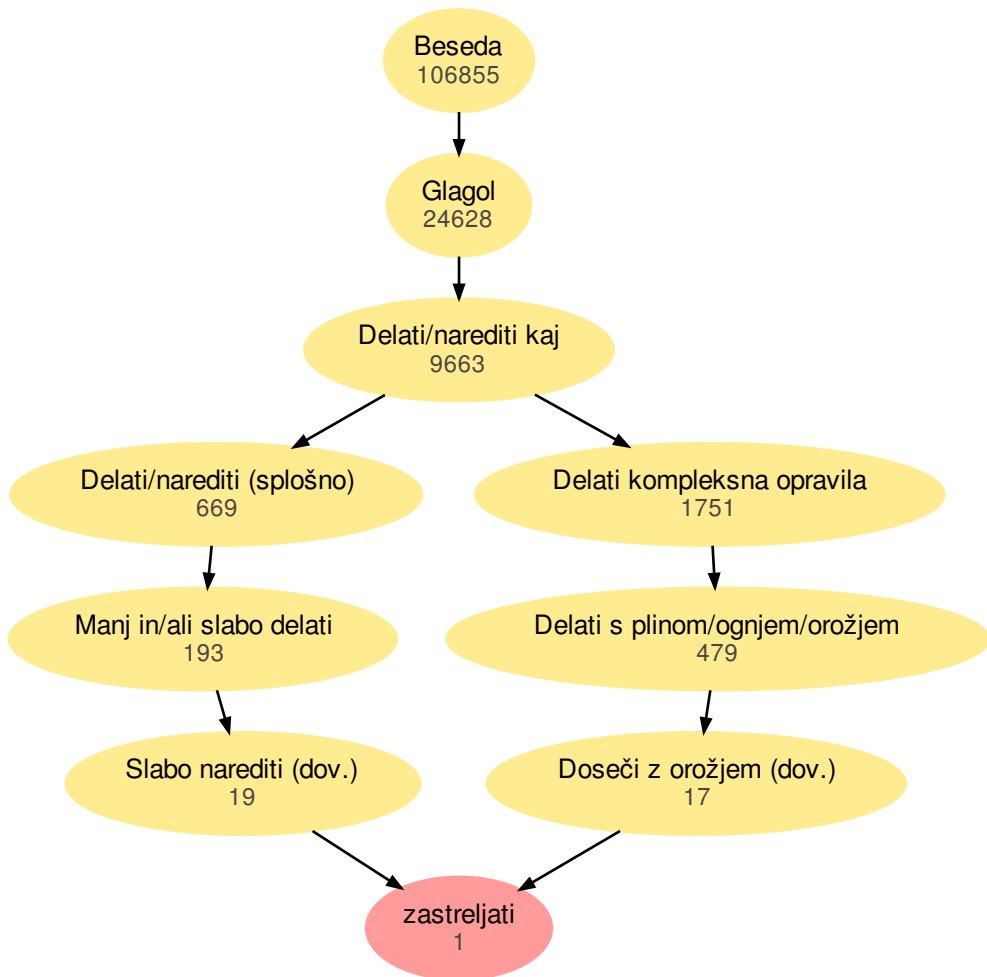 Beseda
106855
Glagol
24628
Delati/narediti kaj
9663
Delati/narediti (splošno)
669
Delati kompleksna opravila
1751
Manj in/ali slabo delati
193
Delati s plinom/ognjem/orožjem
479
Slabo narediti (dov.)
19
Doseči z orožjem (dov.)
17
zastreljati
1